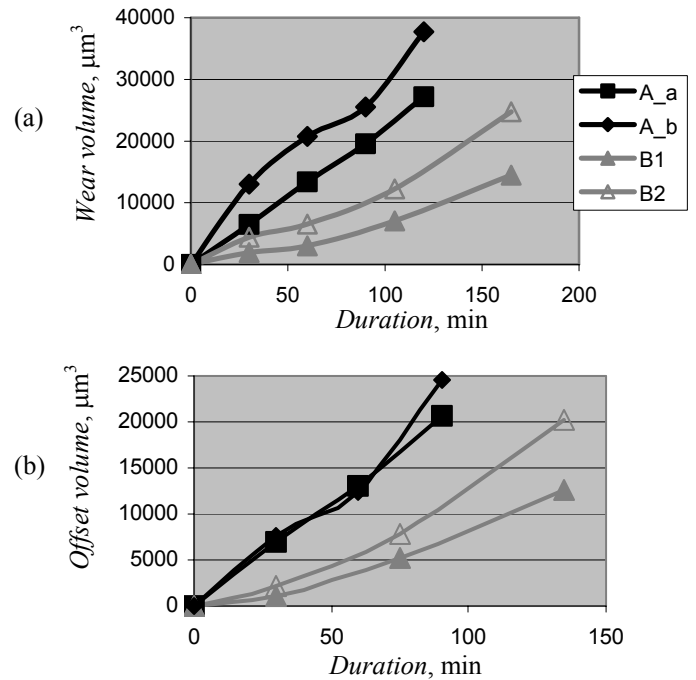 (a)
Wear volume, μm³
40000
30000
20000
10000
0
0 50 100 150 200
Duration, min
A_a
A_b
B1
B2
(b)
Offset volume, μm³
25000
20000
15000
10000
5000
0
0 50 100 150
Duration, min